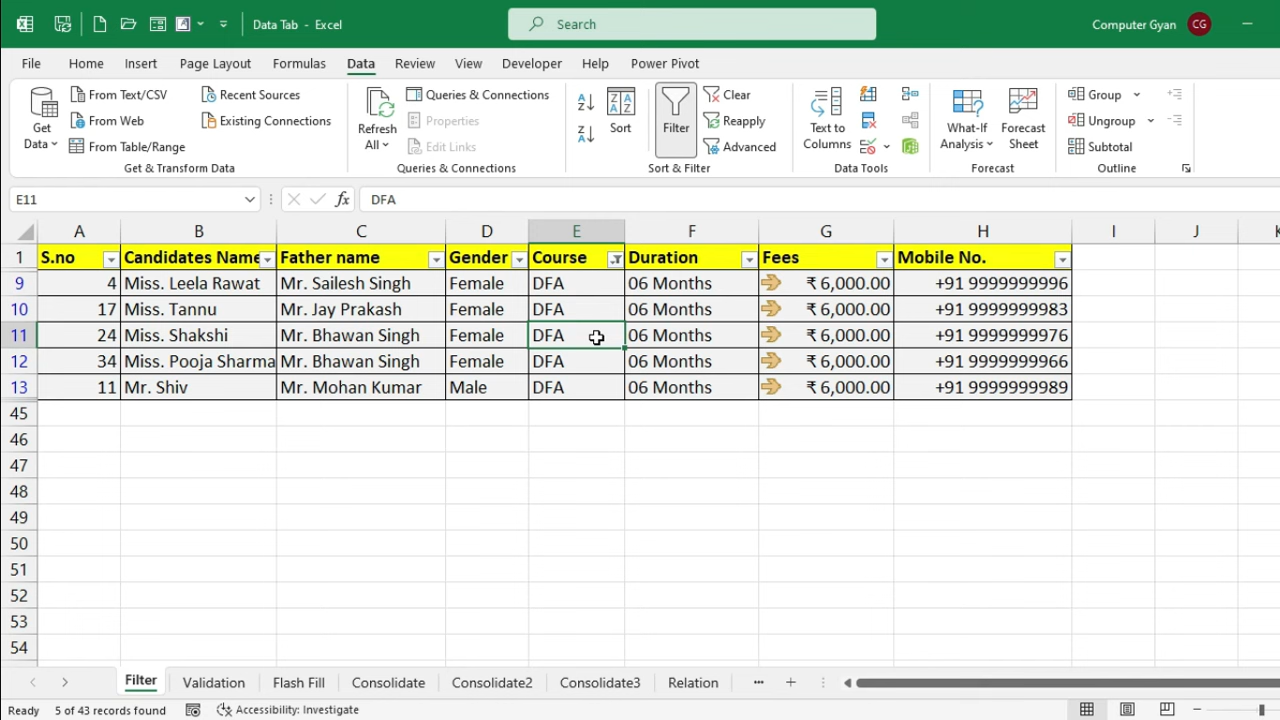 Data Tab - Excel
Search
Computer Gyan CG
File Home Insert Page Layout Formulas Data Review View Developer Help Power Pivot
Get Data
From Text/CSV
From Web
From Table/Range
Recent Sources
Existing Connections
Get & Transform Data
Refresh All
Queries & Connections
Properties
Edit Links
Queries & Connections
Sort
Filter
Clear
Reapply
Advanced
Sort & Filter
Text to Columns
Data Tools
What-If Analysis
Forecast Sheet
Forecast
Group
Ungroup
Subtotal
Outline
E11 fx DFA
A B C D E F G H I J K
1 S.no Candidates Name Father name Gender Course Duration Fees Mobile No.
9 4 Miss. Leela Rawat Mr. Sailesh Singh Female DFA 06 Months ₹ 6,000.00 +91 9999999996
10 17 Miss. Tannu Mr. Jay Prakash Female DFA 06 Months ₹ 6,000.00 +91 9999999983
11 24 Miss. Shakshi Mr. Bhawan Singh Female DFA 06 Months ₹ 6,000.00 +91 9999999976
12 34 Miss. Pooja Sharma Mr. Bhawan Singh Female DFA 06 Months ₹ 6,000.00 +91 9999999966
13 11 Mr. Shiv Mr. Mohan Kumar Male DFA 06 Months ₹ 6,000.00 +91 9999999989
45
46
47
48
49
50
51
52
53
54
Filter Validation Flash Fill Consolidate Consolidate2 Consolidate3 Relation ...
Ready 5 of 43 records found Accessibility: Investigate